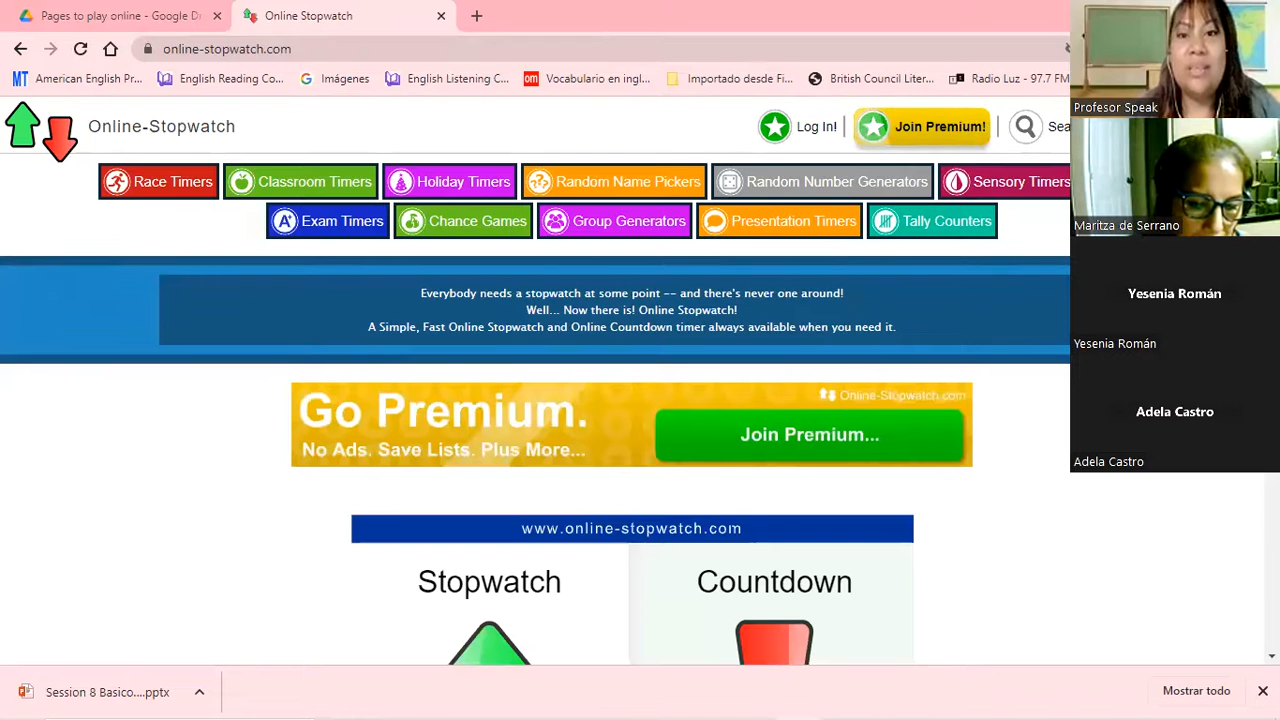 Pages to play online - Google Dr
Online Stopwatch
online-stopwatch.com
American English Pr...
English Reading Co...
Imágenes
English Listening C...
Vocabulario en ingl...
Importado desde Fi...
British Council Liter...
Radio Luz - 97.7 FM
Online-Stopwatch
Log In!
Join Premium!
Sea
Race Timers
Classroom Timers
Holiday Timers
Random Name Pickers
Random Number Generators
Sensory Timers
Exam Timers
Chance Games
Group Generators
Presentation Timers
Tally Counters
Everybody needs a stopwatch at some point -- and there's never one around!
Well... Now there is! Online Stopwatch!
A Simple, Fast Online Stopwatch and Online Countdown timer always available when you need it.
Go Premium.
No Ads. Save Lists. Plus More...
Online-Stopwatch.com
Join Premium...
www.online-stopwatch.com
Stopwatch
Countdown
Session 8 Basico....pptx
Mostrar todo
Profesor Speak
Maritza de Serrano
Yesenia Román
Yesenia Román
Adela Castro
Adela Castro